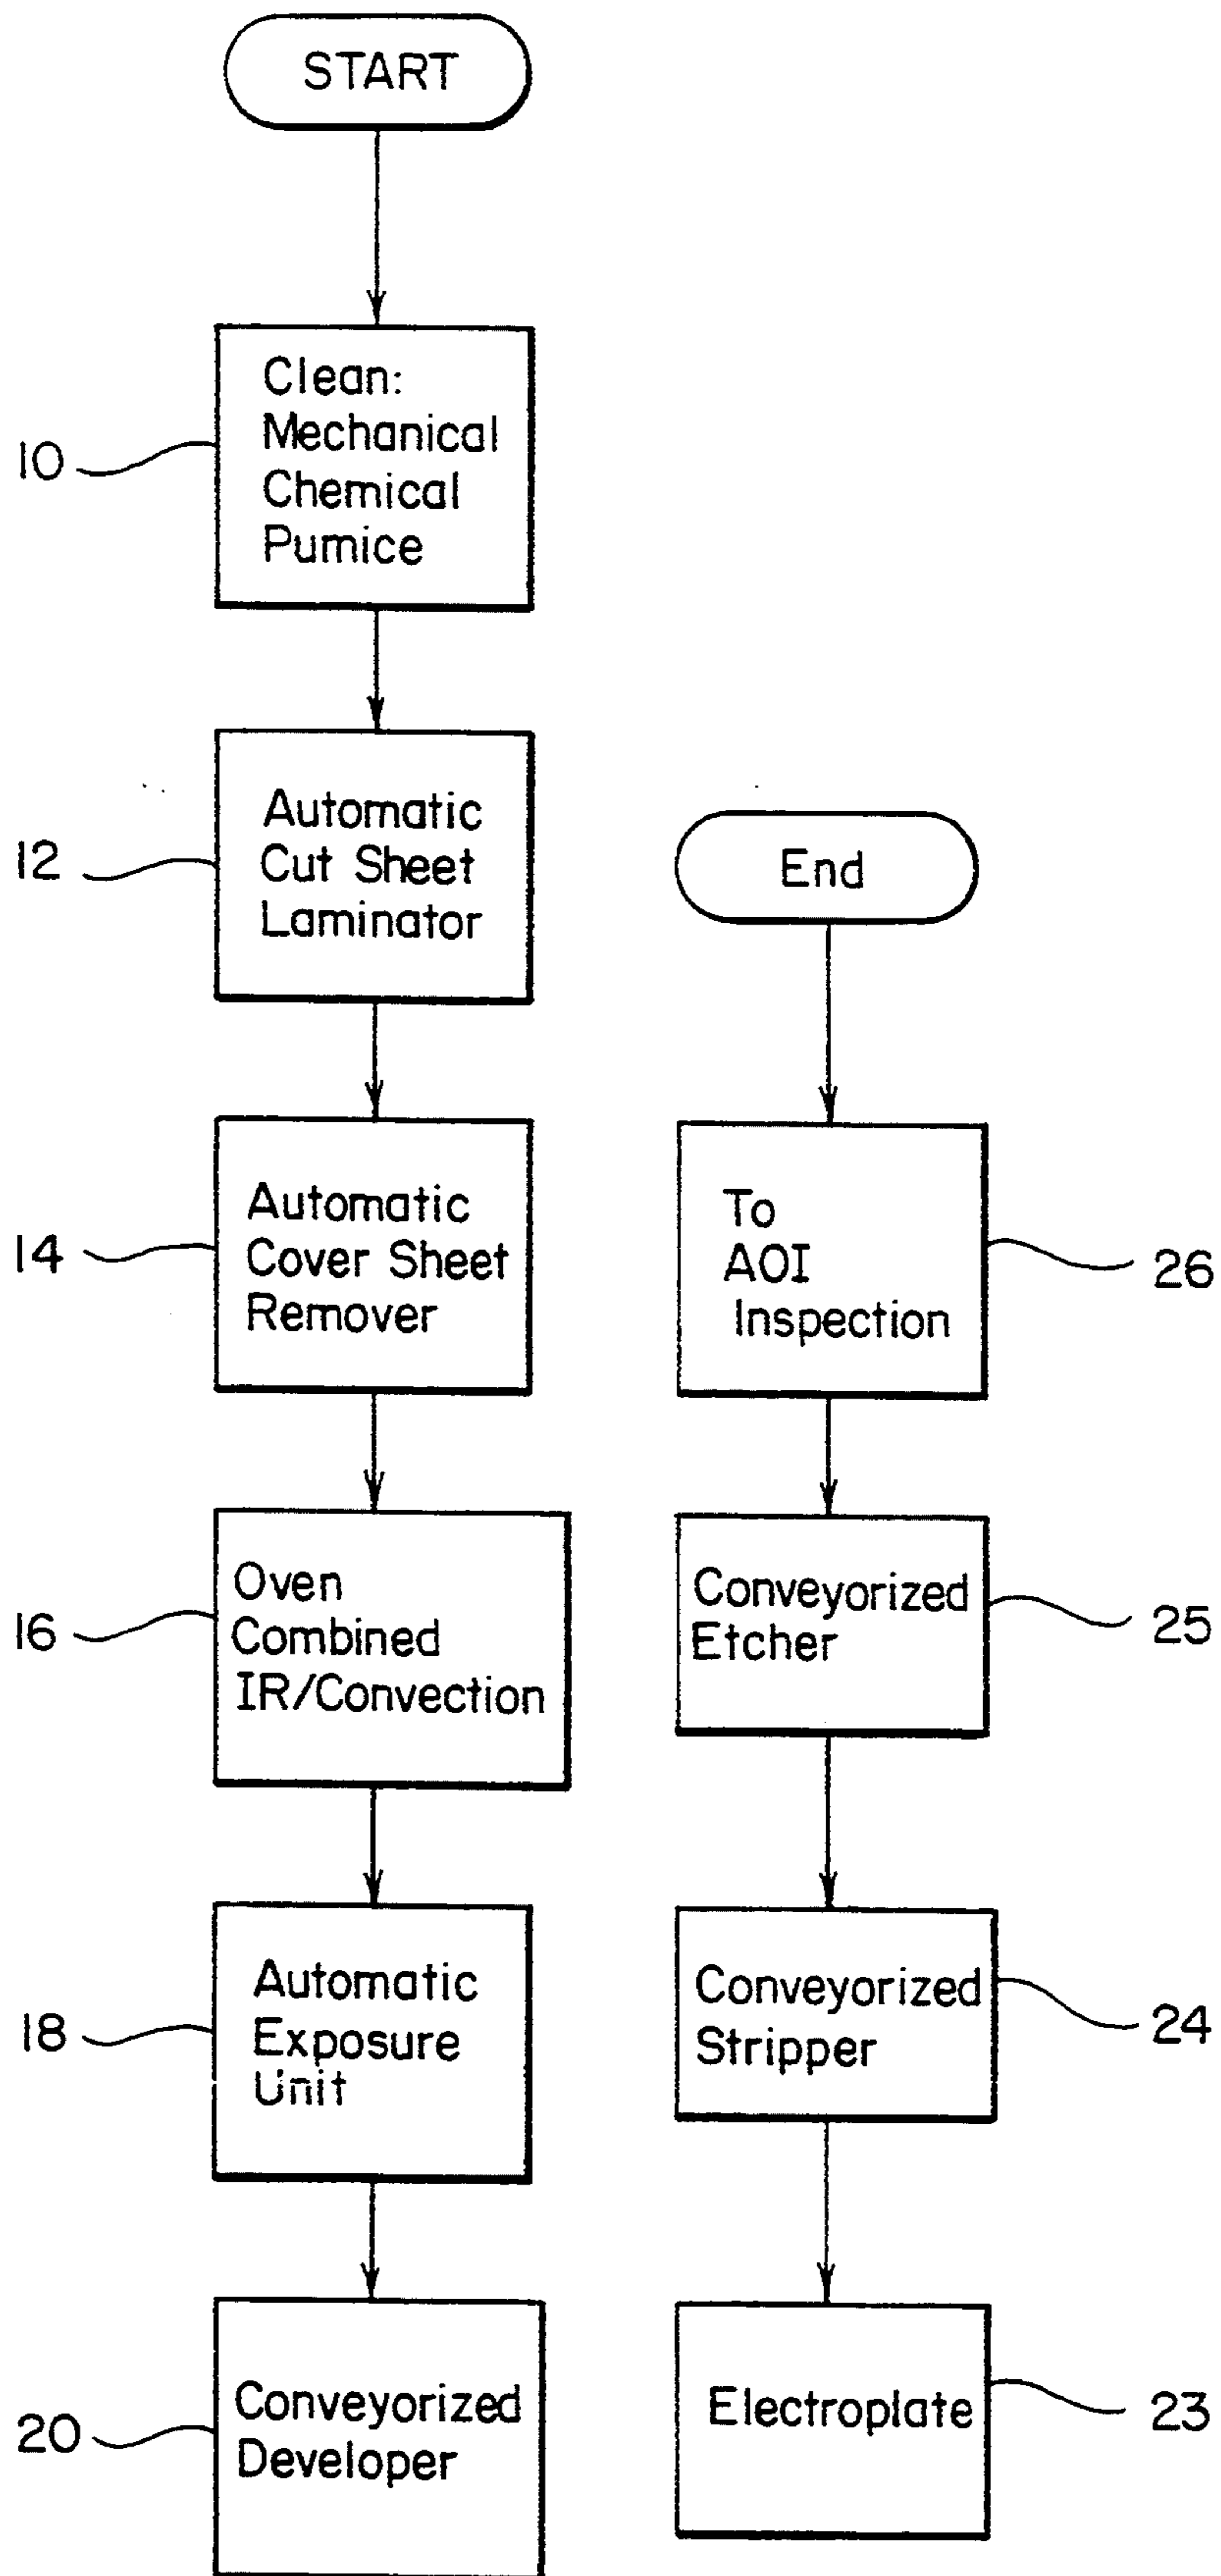 START
10
Clean:
Mechanical
Chemical
Pumice
12
Automatic
Cut Sheet
Laminator
14
Automatic
Cover Sheet
Remover
16
Oven
Combined
IR/Convection
18
Automatic
Exposure
Unit
20
Conveyorized
Developer
End
To
AOI
Inspection
26
Conveyorized
Etcher
25
Conveyorized
Stripper
24
Electroplate
23